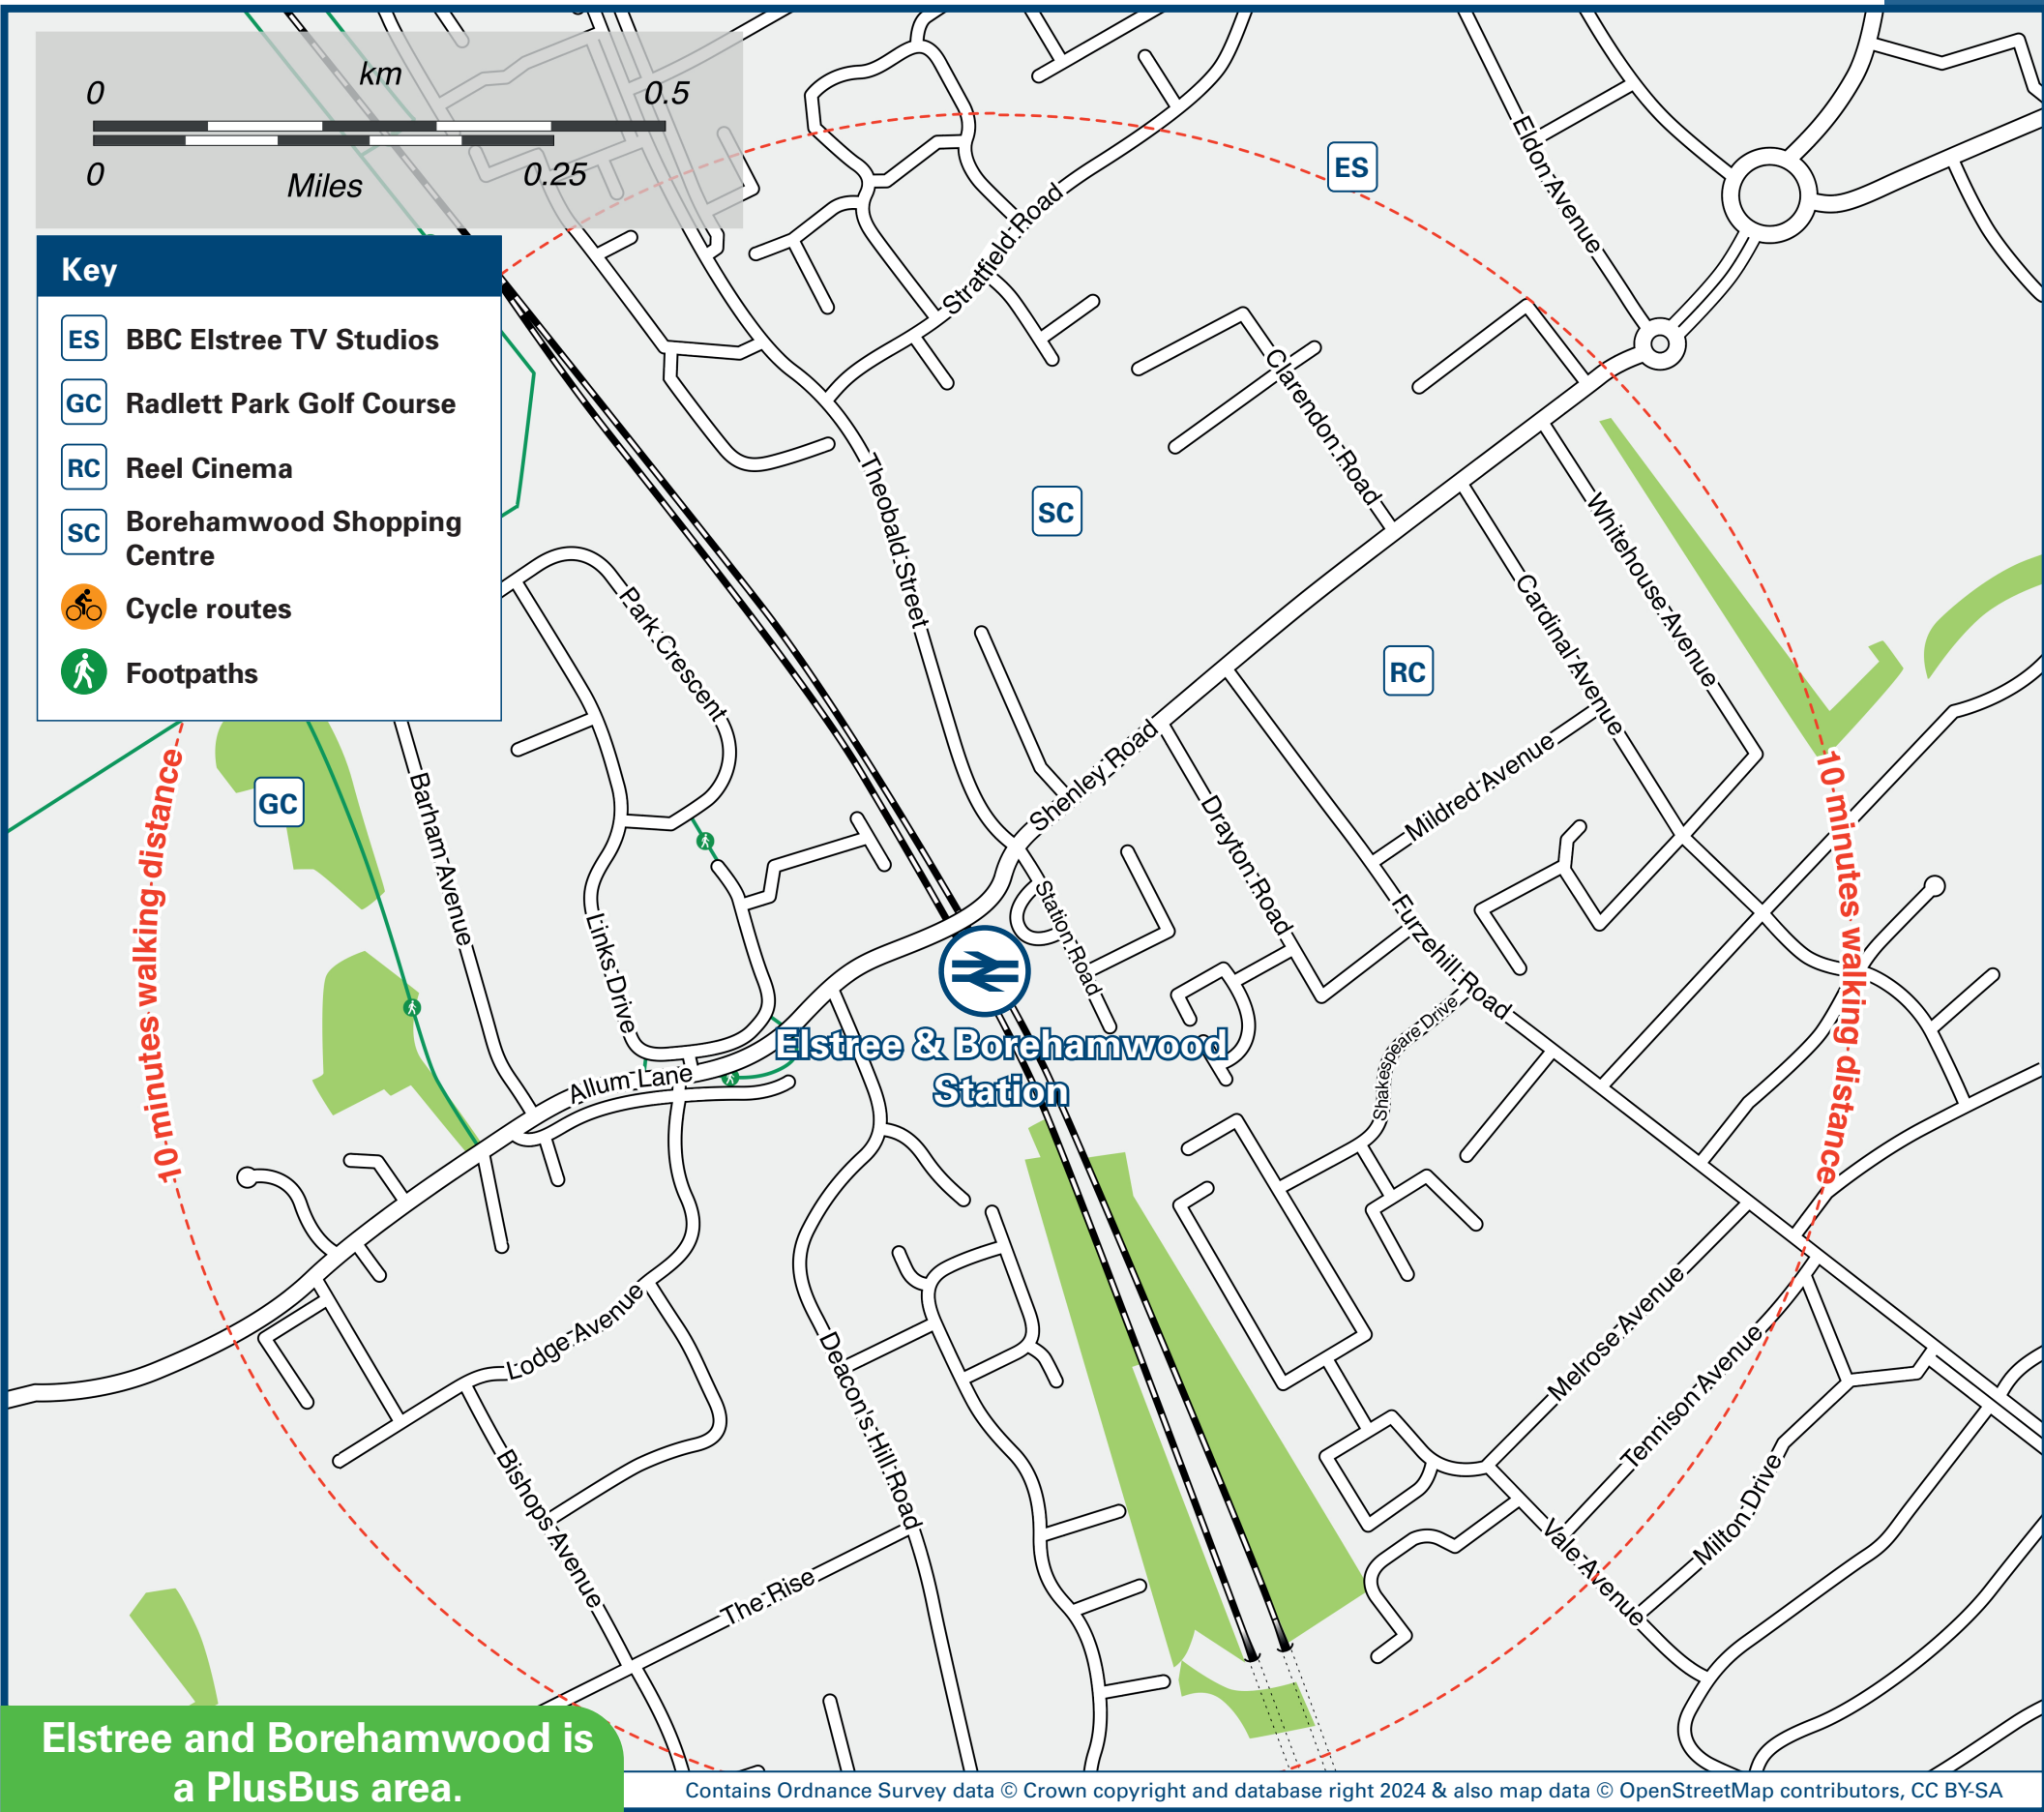 km
0 0.5
0 0.25
Miles
Key
ES BBC Elstree TV Studios
GC Radlett Park Golf Course
RC Reel Cinema
SC Borehamwood Shopping
Centre
Cycle routes
Footpaths
ES
Eldon Avenue
Stratfield Road
Clarendon Road
SC
Theobald Street
Whitehouse Avenue
Cardinal Avenue
Park Crescent
RC
Shenley Road
Mildred Avenue
GC
Barham Avenue
Drayton Road
10 minutes walking distance
10 minutes walking distance
Links Drive
Station Road
Furzehill Road
Shakespeare Drive
Elstree & Borehamwood
Station
Allum Lane
Lodge Avenue
Deacon's Hill Road
Melrose Avenue
Tennison Avenue
Milton Drive
Bishops Avenue
Vale Avenue
The Rise
Elstree and Borehamwood is
a PlusBus area.
Contains Ordnance Survey data © Crown copyright and database right 2024 & also map data © OpenStreetMap contributors, CC BY-SA